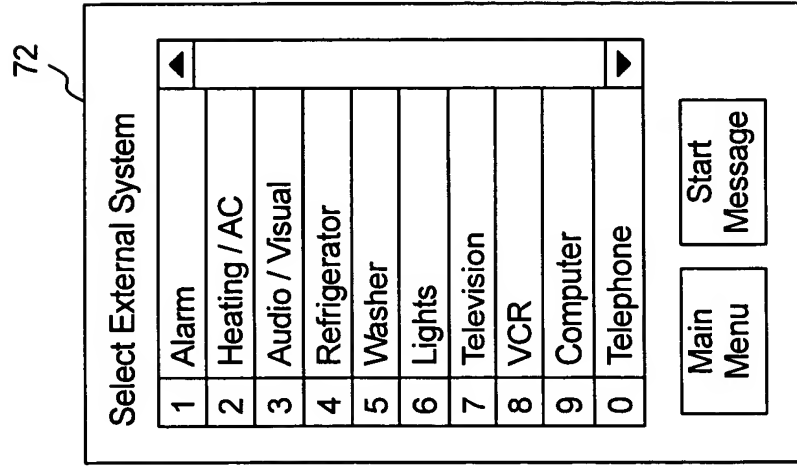 72
Select External System
1 Alarm
2 Heating / AC
3 Audio / Visual
4 Refrigerator
5 Washer
6 Lights
7 Television
8 VCR
9 Computer
0 Telephone
Main
Menu
Start
Message